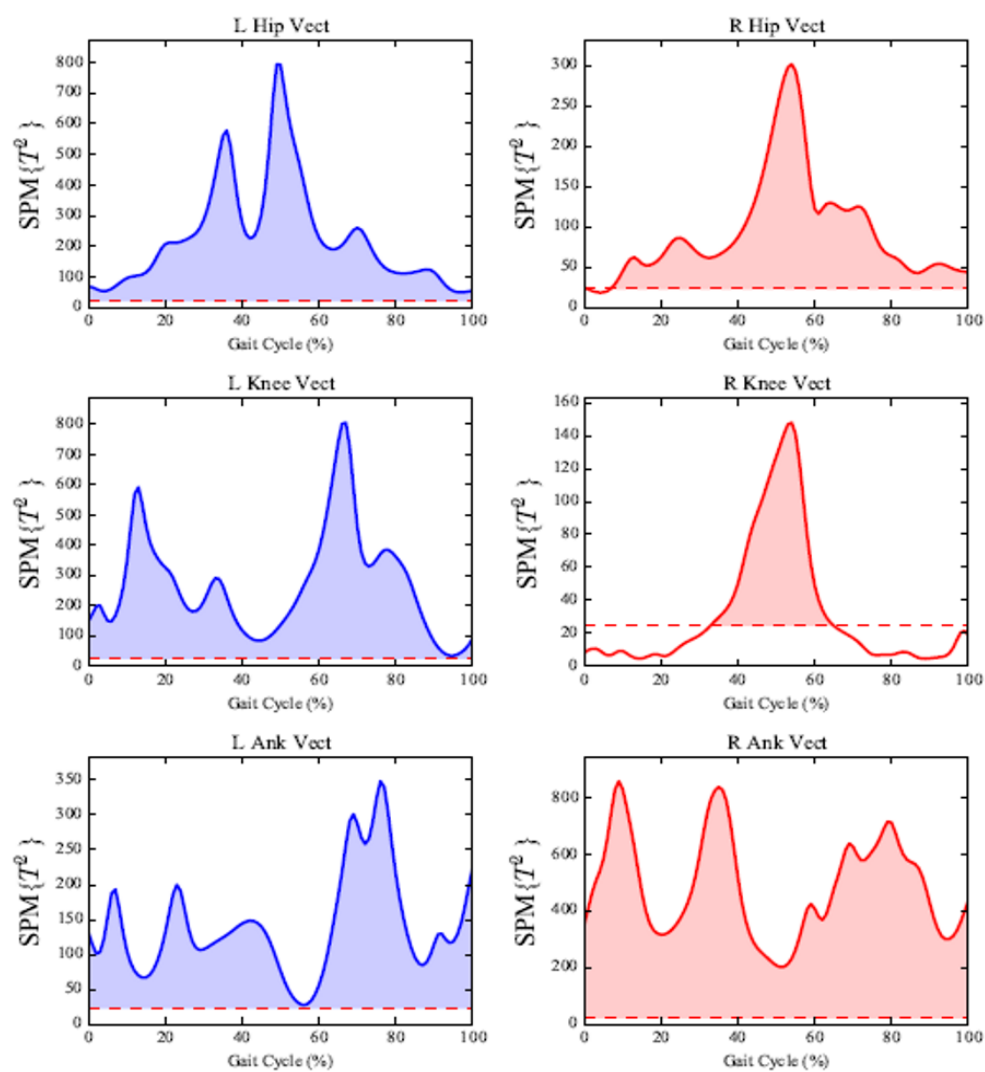 L Hip Vect
SPM{T²}
800
700
600
500
400
300
200
100
0
0 20 40 60 80 100
Gait Cycle (%)
R Hip Vect
SPM{T²}
300
250
200
150
100
50
0
0 20 40 60 80 100
Gait Cycle (%)
L Knee Vect
SPM{T²}
800
700
600
500
400
300
200
100
0
0 20 40 60 80 100
Gait Cycle (%)
R Knee Vect
SPM{T²}
160
140
120
100
80
60
40
20
0
0 20 40 60 80 100
Gait Cycle (%)
L Ank Vect
SPM{T²}
350
300
250
200
150
100
50
0
0 20 40 60 80 100
Gait Cycle (%)
R Ank Vect
SPM{T²}
800
600
400
200
0
0 20 40 60 80 100
Gait Cycle (%)